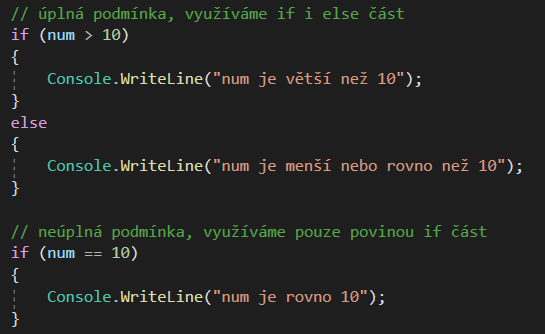 // úplná podmínka, využíváme if i else část
if (num > 10)
{
    Console.WriteLine("num je větší než 10");
}
else
{
    Console.WriteLine("num je menší nebo rovno než 10");
}

// neúplná podmínka, využíváme pouze povinou if část
if (num == 10)
{
    Console.WriteLine("num je rovno 10");
}